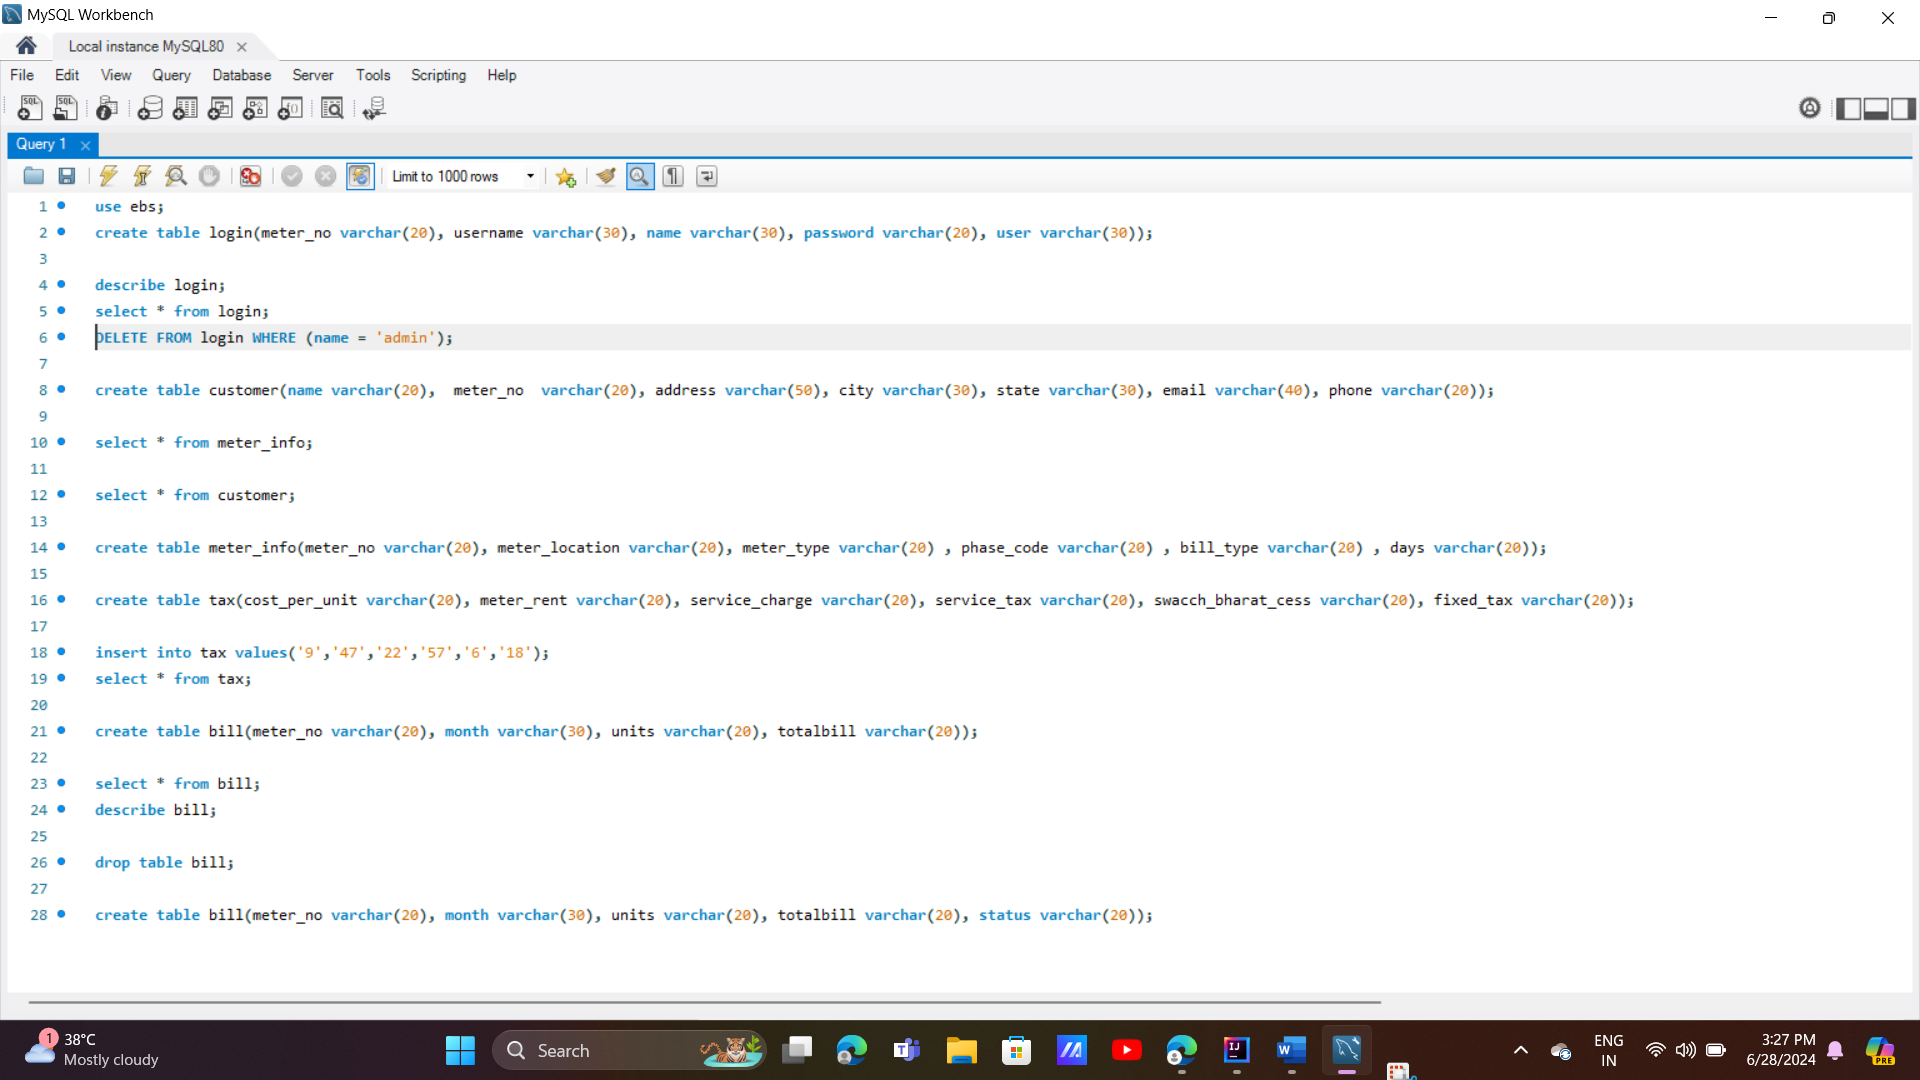 MySQL Workbench
Local instance MySQL80
File Edit View Query Database Server Tools Scripting Help
Query 1
Limit to 1000 rows
1 use ebs;
2 create table login(meter_no varchar(20), username varchar(30), name varchar(30), password varchar(20), user varchar(30));
3
4 describe login;
5 select * from login;
6 DELETE FROM login WHERE (name = 'admin');
7
8 create table customer(name varchar(20),  meter_no  varchar(20), address varchar(50), city varchar(30), state varchar(30), email varchar(40), phone varchar(20));
9
10 select * from meter_info;
11
12 select * from customer;
13
14 create table meter_info(meter_no varchar(20), meter_location varchar(20), meter_type varchar(20) , phase_code varchar(20) , bill_type varchar(20) , days varchar(20));
15
16 create table tax(cost_per_unit varchar(20), meter_rent varchar(20), service_charge varchar(20), service_tax varchar(20), swacch_bharat_cess varchar(20), fixed_tax varchar(20));
17
18 insert into tax values('9','47','22','57','6','18');
19 select * from tax;
20
21 create table bill(meter_no varchar(20), month varchar(30), units varchar(20), totalbill varchar(20));
22
23 select * from bill;
24 describe bill;
25
26 drop table bill;
27
28 create table bill(meter_no varchar(20), month varchar(30), units varchar(20), totalbill varchar(20), status varchar(20));
1
38°C
Mostly cloudy
Search
ENG
IN
3:27 PM
6/28/2024
PRE